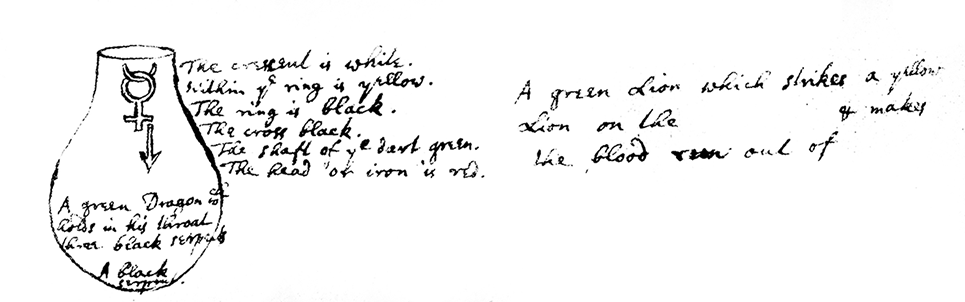 The crescent is white.
within yᵉ ring is yellow.
The ring is black.
The cross black.
The shaft of yᵉ dart green.
The head or iron is red.
A green Dragon wᶜʰ
holds in his throat
three black serpents
A black
serpent.
A green Lion which strikes a yellow
Lion on the & makes
the blood run out of